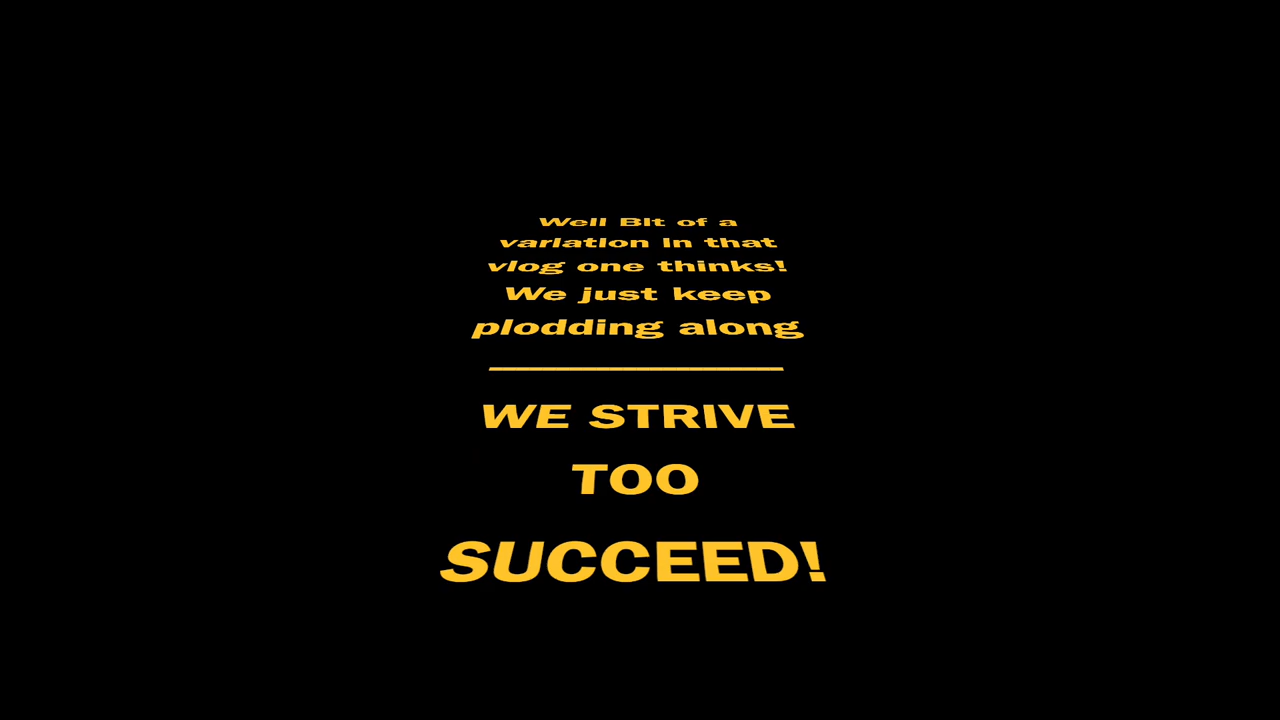 Well Bit of a
variation in that
vlog one thinks!
We just keep
plodding along
WE STRIVE
TOO
SUCCEED!